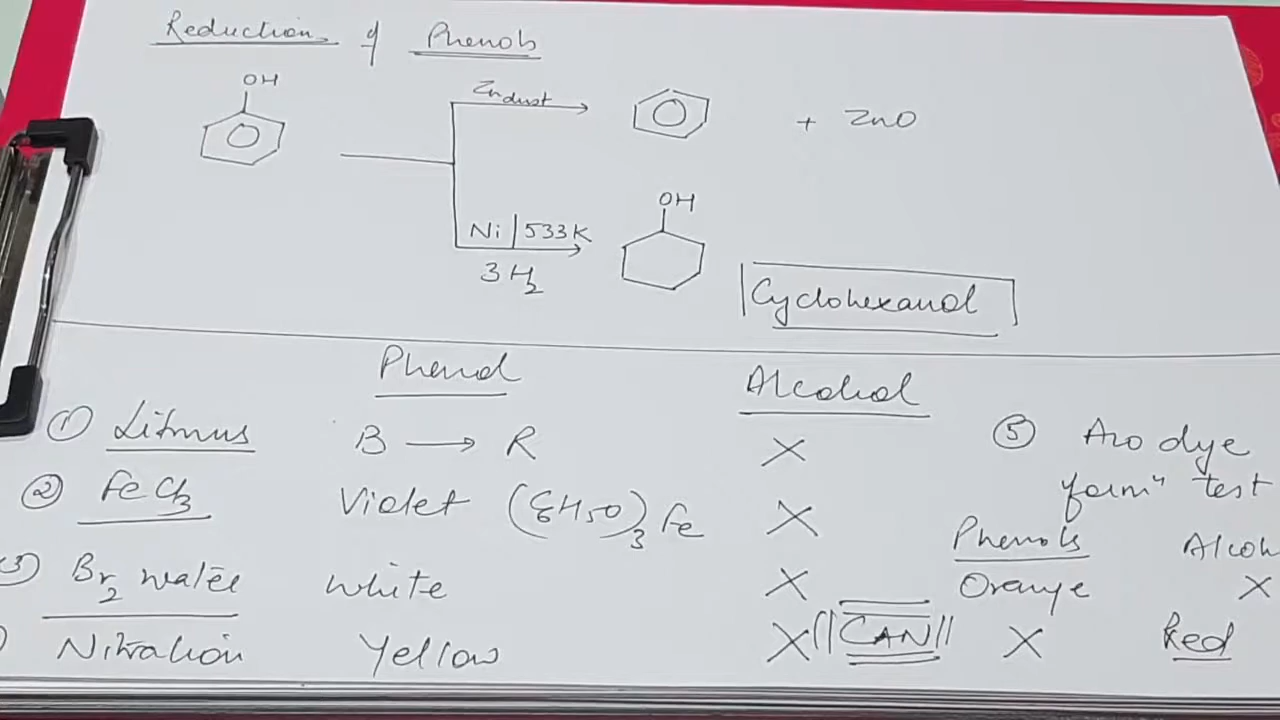 Reduction of Phenols
OH
Zn dust
+ ZnO
Ni | 533K
3H₂
OH
Cyclohexanol
Phenol Alcohol
① Litmus B → R X
② FeCl₃ Violet (C₆H₅O)₃Fe X
3) Br₂ water White X
) Nitration Yellow X
⑤ Azo dye
formⁿ test
Phenols Alcoh
Orange X
||CAN|| X Red